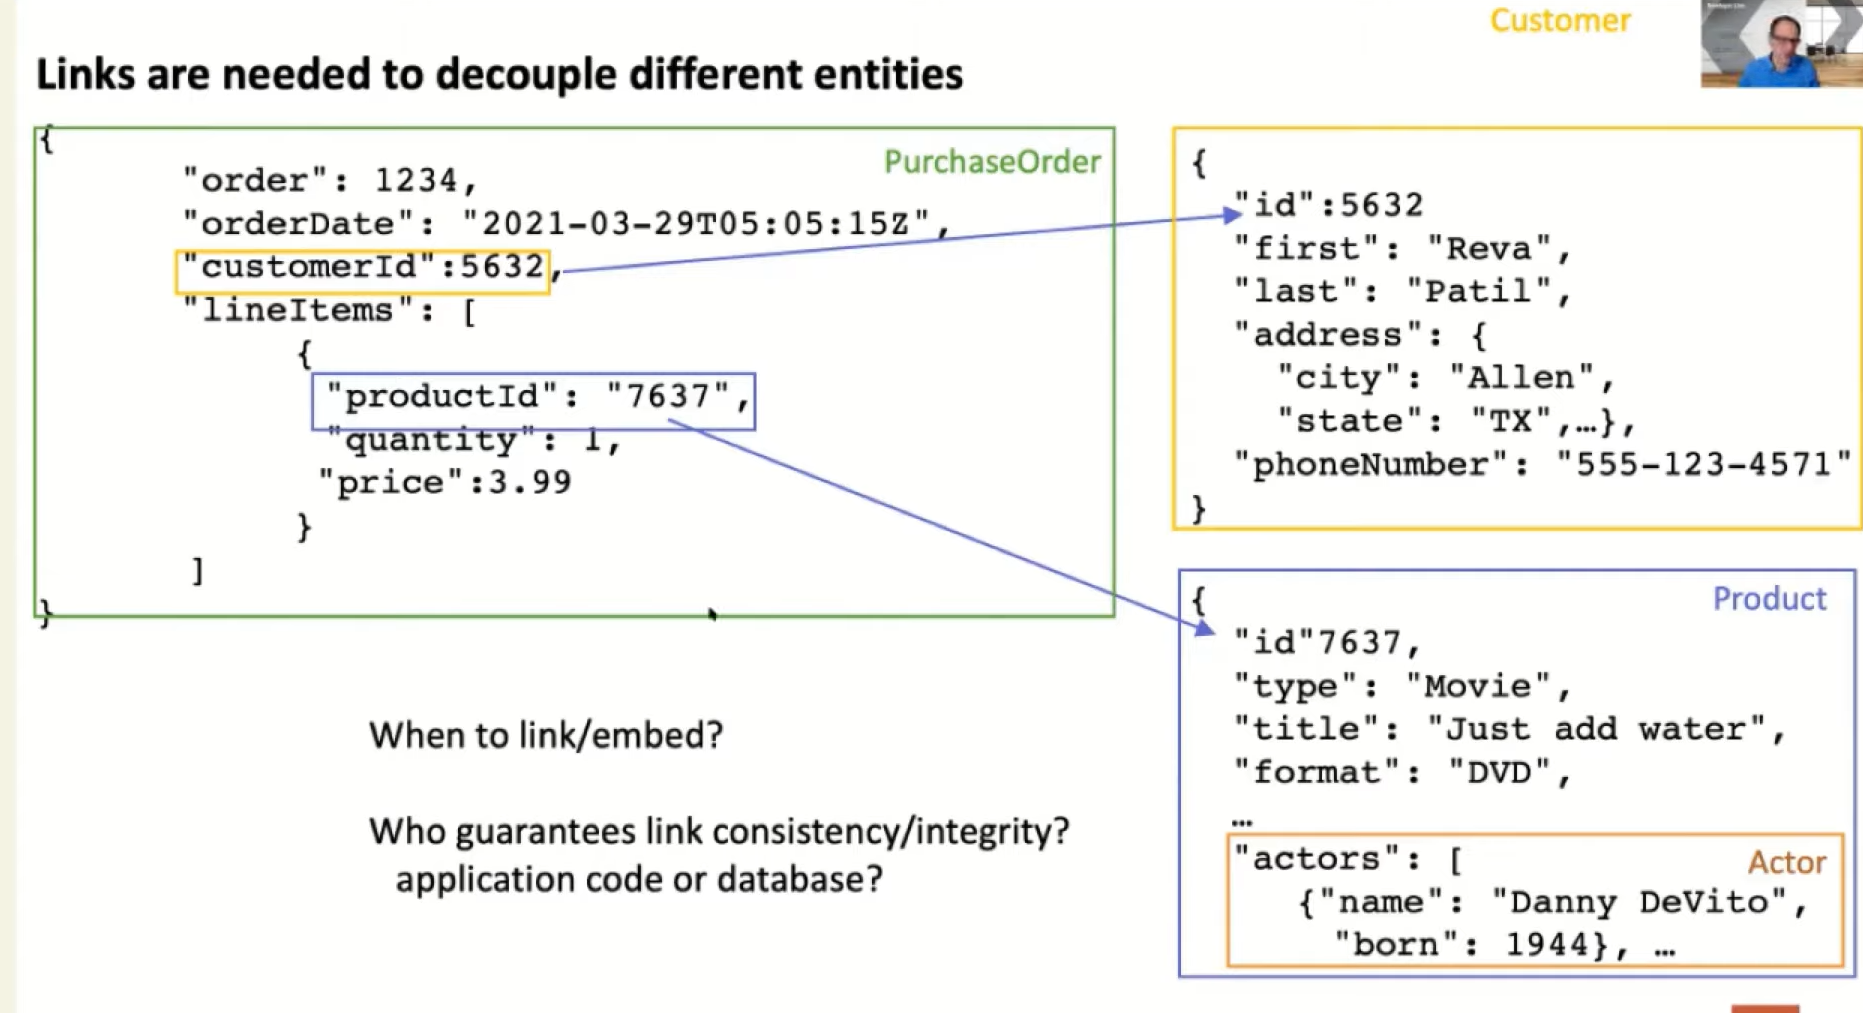 Customer
Links are needed to decouple different entities
{
PurchaseOrder
"order": 1234,
"orderDate": "2021-03-29T05:05:15Z",
"customerId":5632,
"lineItems": [
{
"productId": "7637",
"quantity": 1,
"price":3.99
}
]
}
{
"id":5632
"first": "Reva",
"last": "Patil",
"address": {
"city": "Allen",
"state": "TX",…},
"phoneNumber": "555-123-4571"
}
{
Product
"id"7637,
"type": "Movie",
"title": "Just add water",
"format": "DVD",
…
"actors": [
Actor
{"name": "Danny DeVito",
"born": 1944}, …
When to link/embed?
Who guarantees link consistency/integrity?
application code or database?